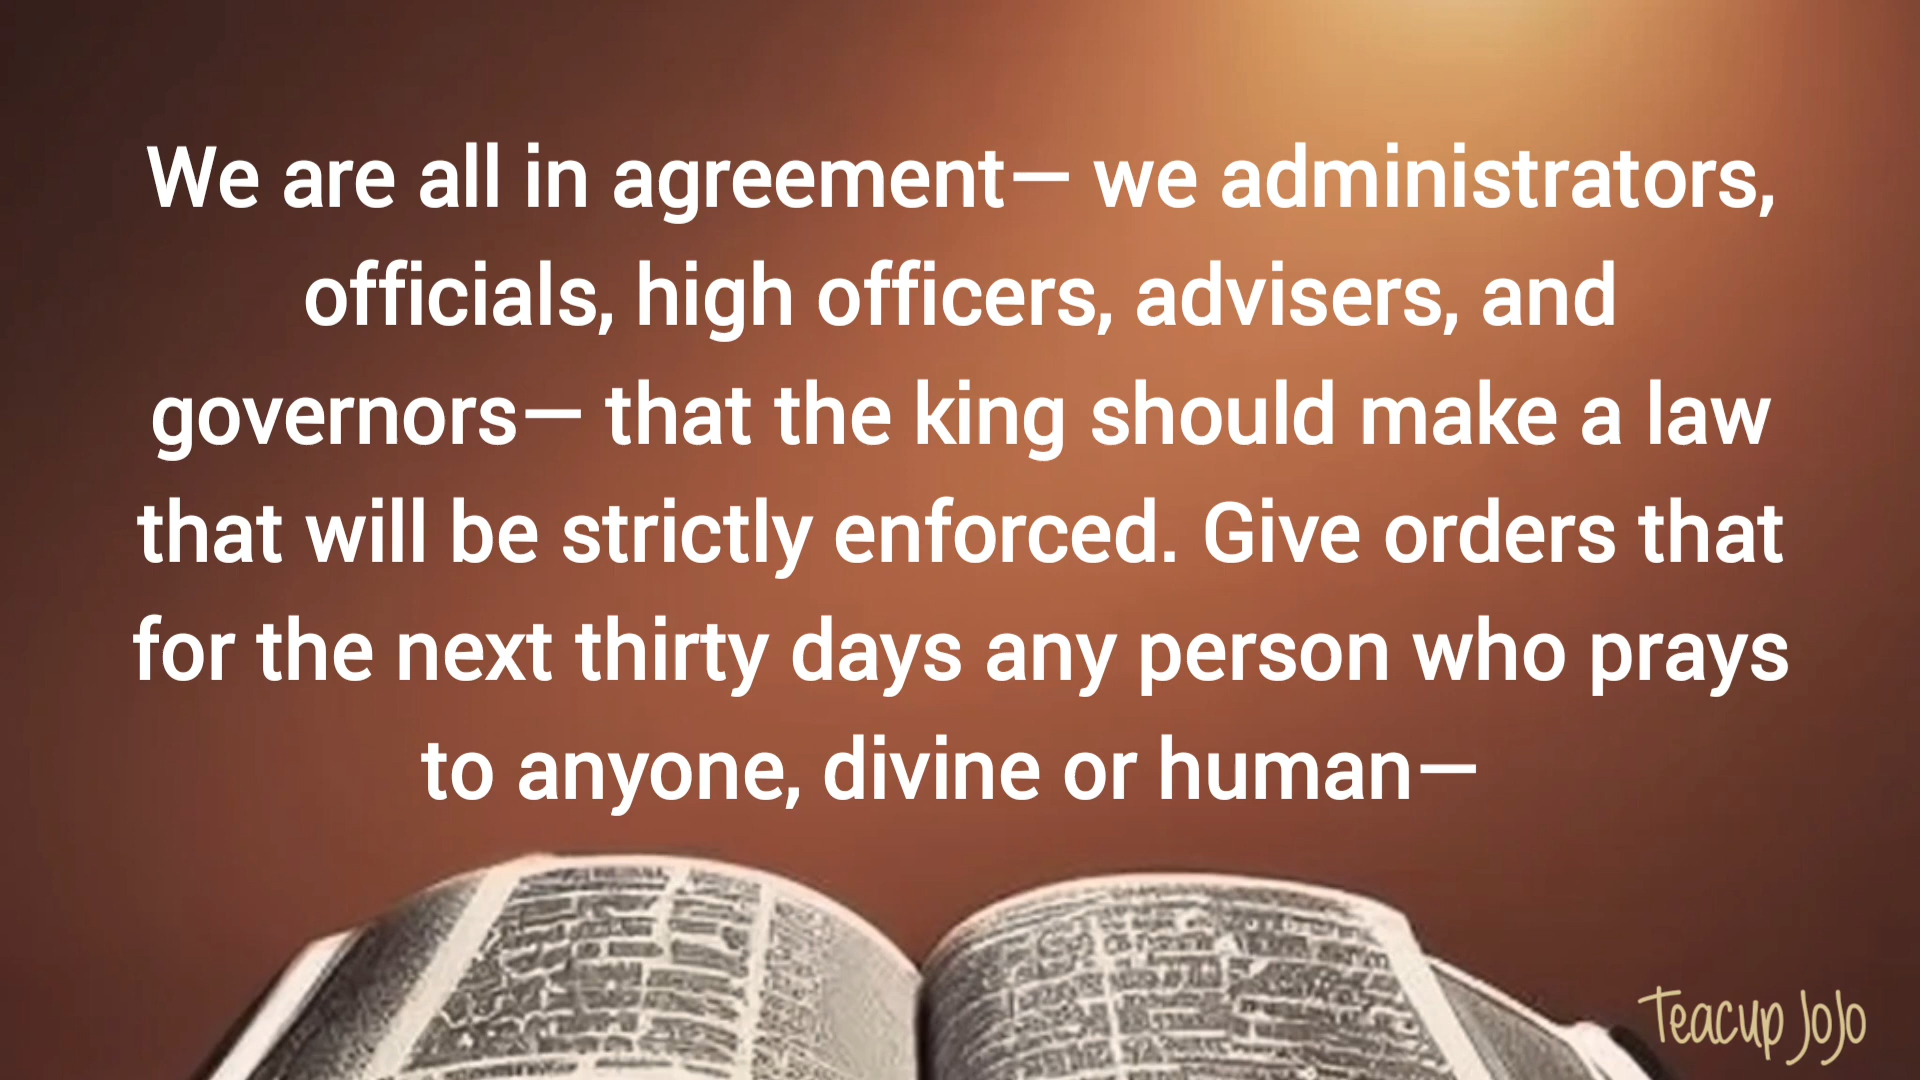 We are all in agreement— we administrators,
officials, high officers, advisers, and
governors— that the king should make a law
that will be strictly enforced. Give orders that
for the next thirty days any person who prays
to anyone, divine or human—
Teacup JoJo